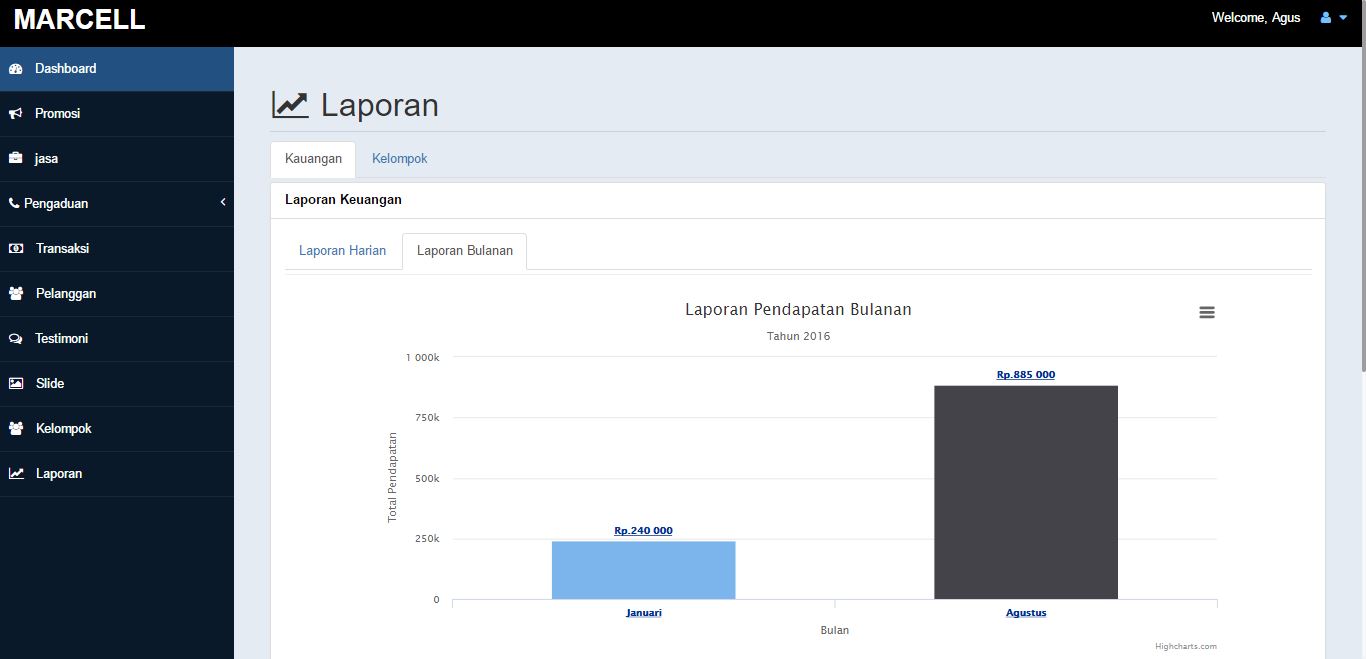 MARCELL
Welcome, Agus
Dashboard
Promosi
jasa
Pengaduan
Transaksi
Pelanggan
Testimoni
Slide
Kelompok
Laporan
Laporan
Kauangan Kelompok
Laporan Keuangan
Laporan Harian Laporan Bulanan
Laporan Pendapatan Bulanan
Tahun 2016
Total Pendapatan
1 000k
750k
500k
250k
0
Rp.240 000
Rp.885 000
Januari Agustus
Bulan
Highcharts.com